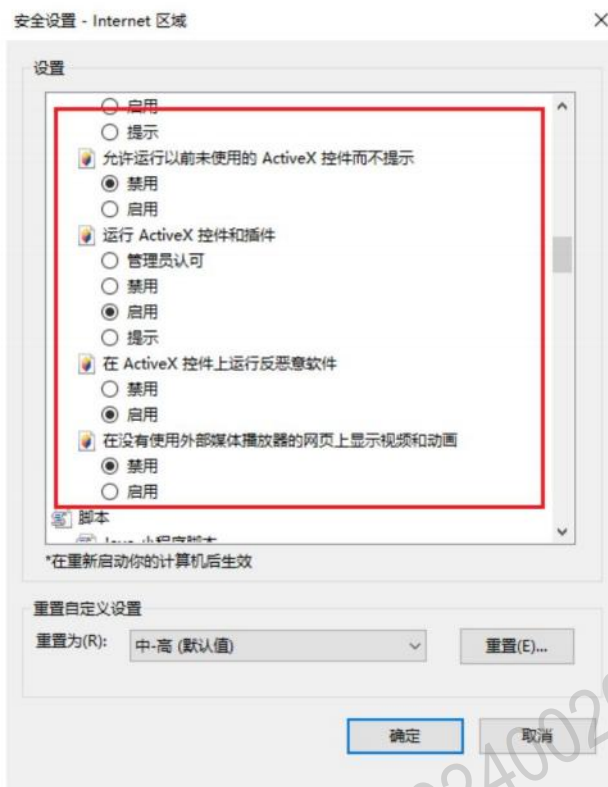 安全设置 - Internet 区域
设置
启用
提示
允许运行以前未使用的 ActiveX 控件而不提示
禁用
启用
运行 ActiveX 控件和插件
管理员认可
禁用
启用
提示
在 ActiveX 控件上运行反恶意软件
禁用
启用
在没有使用外部媒体播放器的网页上显示视频和动画
禁用
启用
脚本
Java 小程序脚本
*在重新启动你的计算机后生效
重置自定义设置
重置为(R):
中-高 (默认值)
重置(E)...
确定
取消